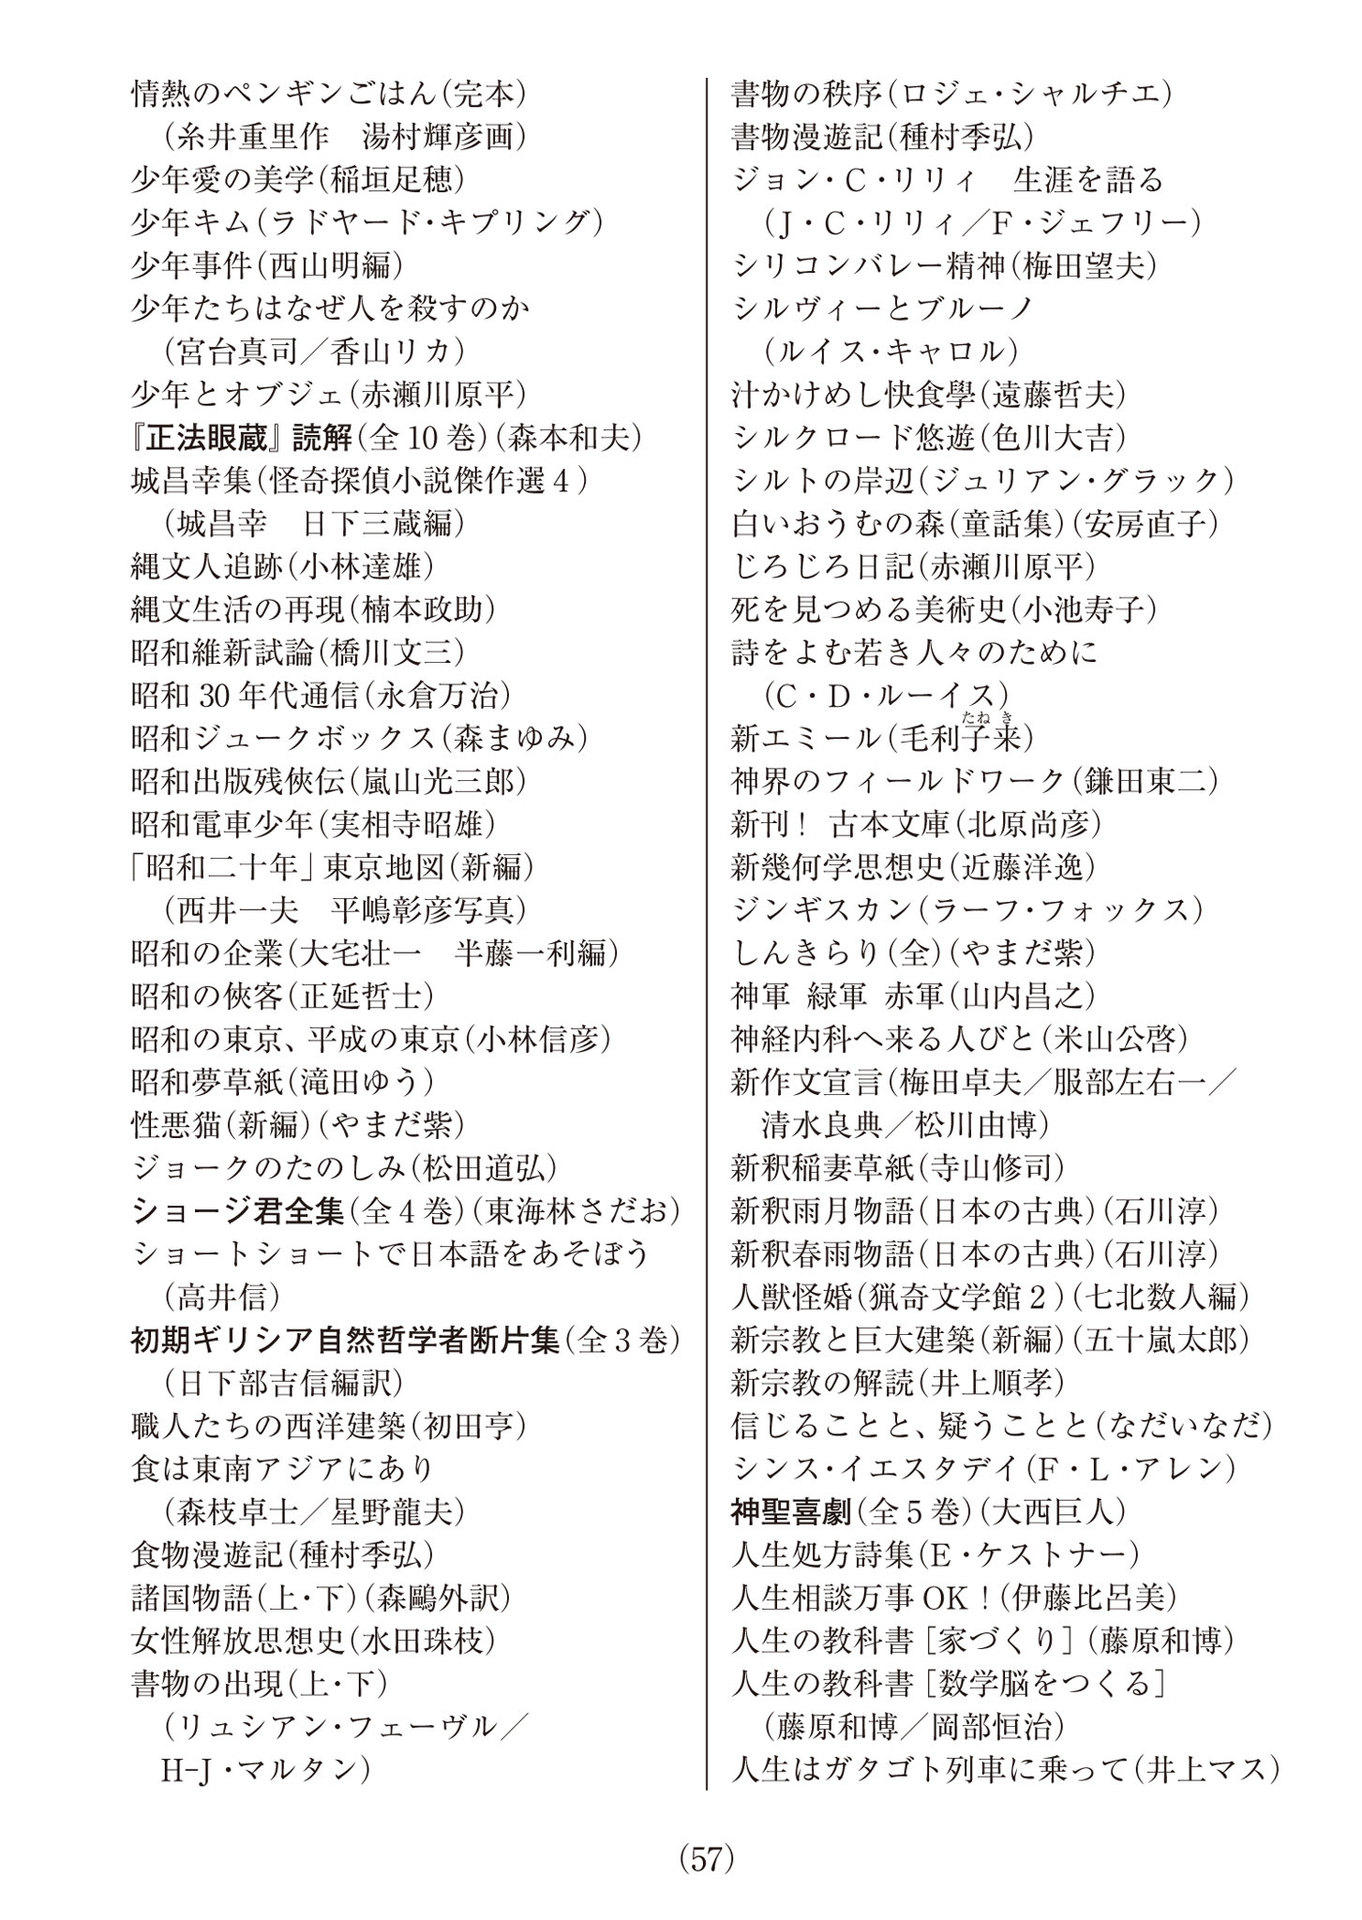 情熱のペンギンごはん(完本)
(糸井重里作　湯村輝彦画)
少年愛の美学(稲垣足穂)
少年キム(ラドヤード・キプリング)
少年事件(西山明編)
少年たちはなぜ人を殺すのか
(宮台真司／香山リカ)
少年とオブジェ(赤瀬川原平)
『正法眼蔵』読解(全10巻)(森本和夫)
城昌幸集(怪奇探偵小説傑作選4)
(城昌幸　日下三蔵編)
縄文人追跡(小林達雄)
縄文生活の再現(楠本政助)
昭和維新試論(橋川文三)
昭和30年代通信(永倉万治)
昭和ジュークボックス(森まゆみ)
昭和出版残俠伝(嵐山光三郎)
昭和電車少年(実相寺昭雄)
「昭和二十年」東京地図(新編)
(西井一夫　平嶋彰彦写真)
昭和の企業(大宅壮一　半藤一利編)
昭和の俠客(正延哲士)
昭和の東京、平成の東京(小林信彦)
昭和夢草紙(滝田ゆう)
性悪猫(新編)(やまだ紫)
ジョークのたのしみ(松田道弘)
ショージ君全集(全4巻)(東海林さだお)
ショートショートで日本語をあそぼう
(高井信)
初期ギリシア自然哲学者断片集(全3巻)
(日下部吉信編訳)
職人たちの西洋建築(初田亨)
食は東南アジアにあり
(森枝卓士／星野龍夫)
食物漫遊記(種村季弘)
諸国物語(上・下)(森鷗外訳)
女性解放思想史(水田珠枝)
書物の出現(上・下)
(リュシアン・フェーヴル／
H-J・マルタン)
書物の秩序(ロジェ・シャルチエ)
書物漫遊記(種村季弘)
ジョン・C・リリィ　生涯を語る
(J・C・リリィ／F・ジェフリー)
シリコンバレー精神(梅田望夫)
シルヴィーとブルーノ
(ルイス・キャロル)
汁かけめし快食學(遠藤哲夫)
シルクロード悠遊(色川大吉)
シルトの岸辺(ジュリアン・グラック)
白いおうむの森(童話集)(安房直子)
じろじろ日記(赤瀬川原平)
死を見つめる美術史(小池寿子)
詩をよむ若き人々のために
(C・D・ルーイス)
たね き
新エミール(毛利子来)
神界のフィールドワーク(鎌田東二)
新刊！ 古本文庫(北原尚彦)
新幾何学思想史(近藤洋逸)
ジンギスカン(ラーフ・フォックス)
しんきらり(全)(やまだ紫)
神軍 緑軍 赤軍(山内昌之)
神経内科へ来る人びと(米山公啓)
新作文宣言(梅田卓夫／服部左右一／
清水良典／松川由博)
新釈稲妻草紙(寺山修司)
新釈雨月物語(日本の古典)(石川淳)
新釈春雨物語(日本の古典)(石川淳)
人獣怪婚(猟奇文学館2)(七北数人編)
新宗教と巨大建築(新編)(五十嵐太郎)
新宗教の解読(井上順孝)
信じることと、疑うことと(なだいなだ)
シンス・イエスタデイ(F・L・アレン)
神聖喜劇(全5巻)(大西巨人)
人生処方詩集(E・ケストナー)
人生相談万事OK！(伊藤比呂美)
人生の教科書［家づくり］(藤原和博)
人生の教科書［数学脳をつくる］
(藤原和博／岡部恒治)
人生はガタゴト列車に乗って(井上マス)
(57)